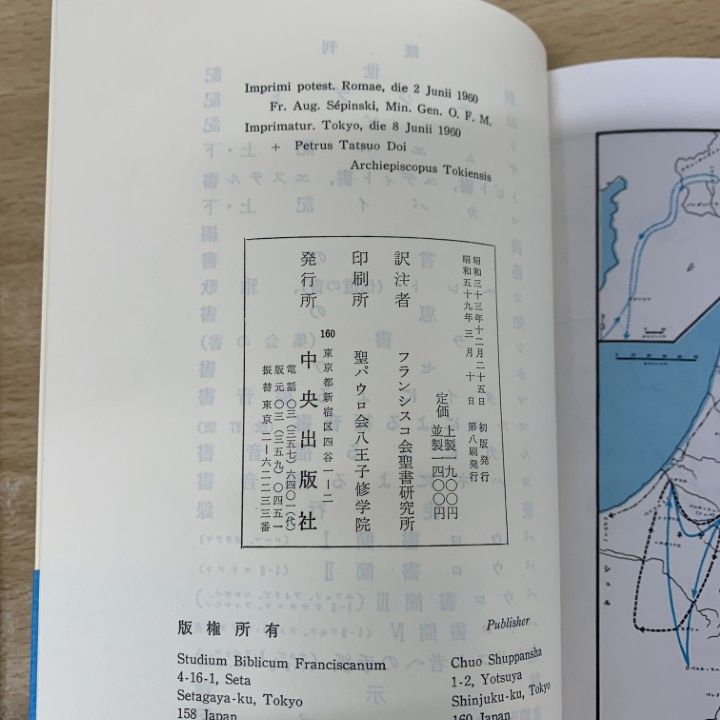 Imprimi potest. Romae, die 2 Junii 1960
Fr. Aug. Sépinski, Min. Gen. O. F. M.
Imprimatur. Tokyo, die 8 Junii 1960
+ Petrus Tatsuo Doi
Archiepiscopus Tokiensis
昭和三十三年十二月二十五日 初版発行
昭和五十九年三月十日 第八刷発行
定価 上製一九〇〇円
並製一四〇〇円
訳注者 フランシスコ会聖書研究所
印刷所 聖パウロ会八王子修学院
160 東京都新宿区四谷一ー二
発行所 中央出版社
電話〇三(三五七)六四〇一(代)
版元〇三(三五九)〇四五一
振替東京二ー六二二三三番
版権所有
Studium Biblicum Franciscanum
4-16-1, Seta
Setagaya-ku, Tokyo
158 Japan
Publisher
Chuo Shuppansha
1-2, Yotsuya
Shinjuku-ku, Tokyo
160 Japan